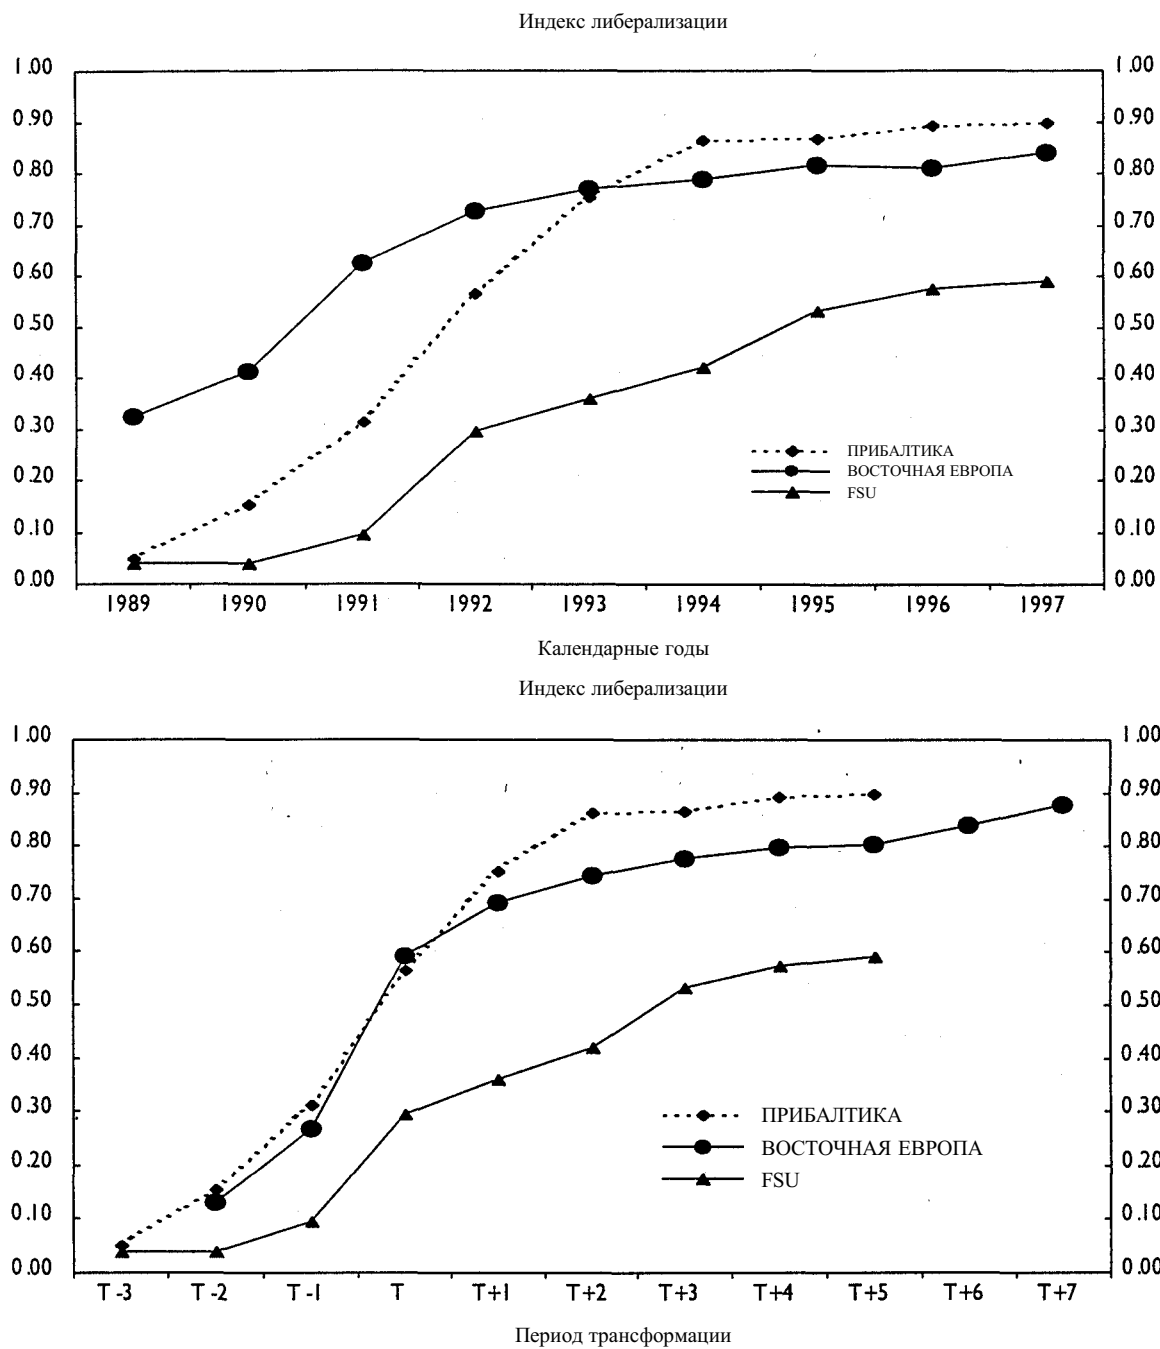 Индекс либерализации
1.00 1.00
0.90 0.90
0.80 0.80
0.70 0.70
0.60 0.60
0.50 0.50
0.40 0.40
0.30 0.30
ПРИБАЛТИКА
ВОСТОЧНАЯ ЕВРОПА
0.20 0.20
FSU
0.10 0.10
0.00 0.00
1989 1990 1991 1992 1993 1994 1995 1996 1997
Календарные годы
Индекс либерализации
1.00 1.00
0.90 0.90
0.80 0.80
0.70 0.70
0.60 0.60
0.50 0.50
0.40 0.40
0.30 0.30
ПРИБАЛТИКА
ВОСТОЧНАЯ ЕВРОПА
0.20 0.20
FSU
0.10 0.10
0.00 0.00
T -3 T -2 T -1 T T+1 T+2 T+3 T+4 T+5 T+6 T+7
Период трансформации